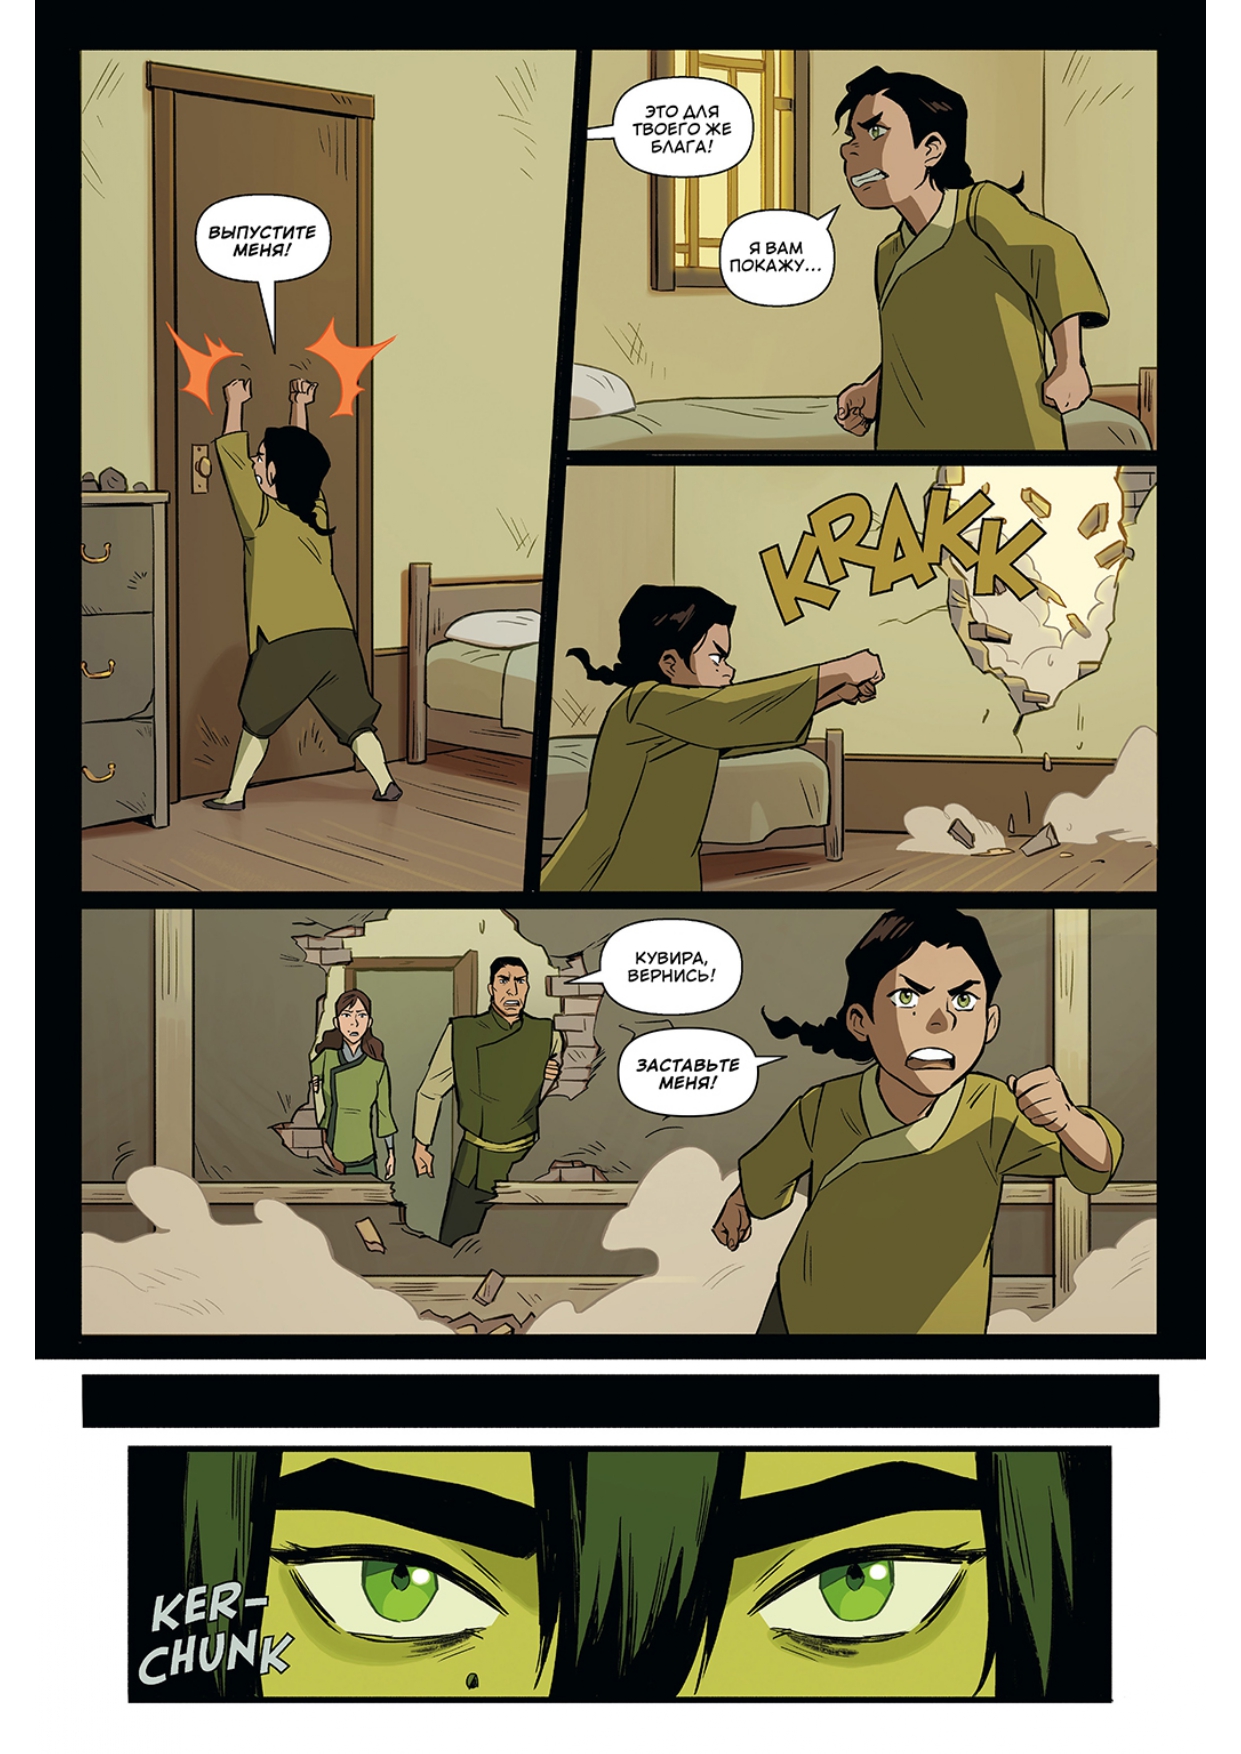 ВЫПУСТИТЕ
МЕНЯ!
ЭТО ДЛЯ
ТВОЕГО ЖЕ
БЛАГА!
Я ВАМ
ПОКАЖУ...
KRAKK
КУВИРА,
ВЕРНИСЬ!
ЗАСТАВЬТЕ
МЕНЯ!
KER-
CHUNK